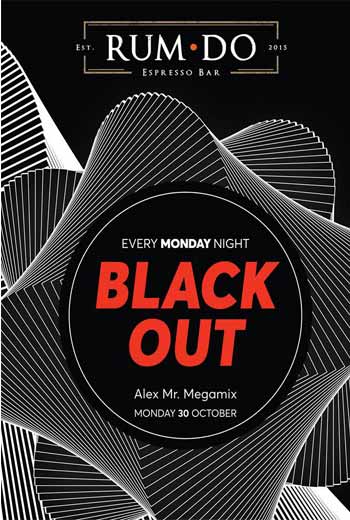 RUM•DO
EST. 2015
ESPRESSO BAR
EVERY MONDAY NIGHT
BLACK
OUT
Alex Mr. Megamix
MONDAY 30 OCTOBER